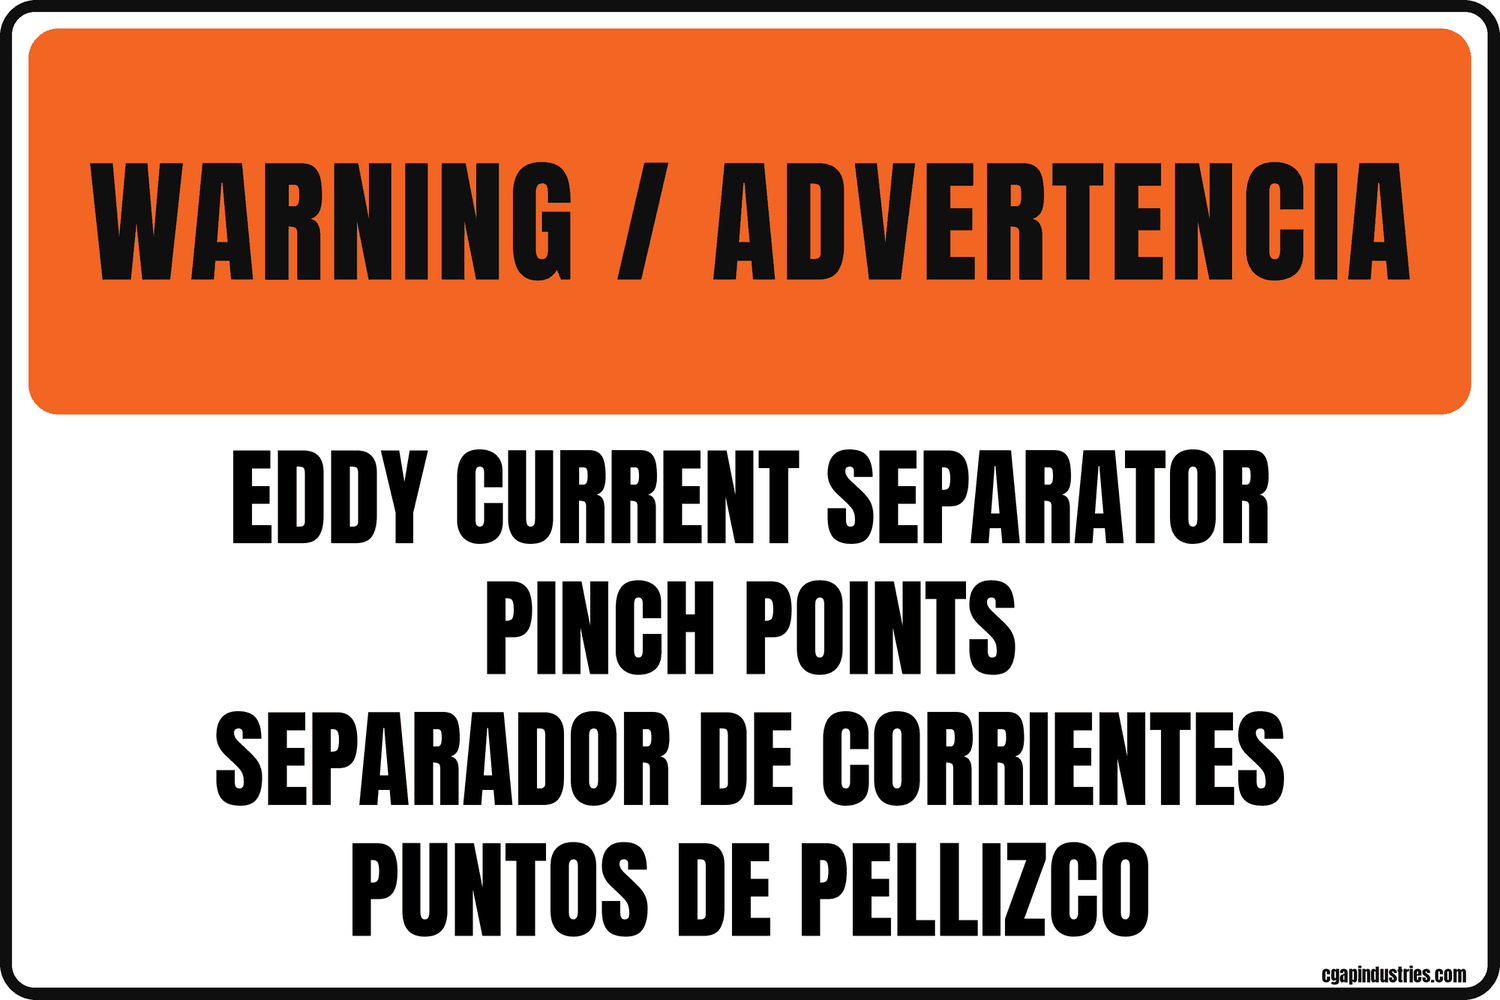 WARNING / ADVERTENCIA
EDDY CURRENT SEPARATOR
PINCH POINTS
SEPARADOR DE CORRIENTES
PUNTOS DE PELLIZCO
cgapindustries.com